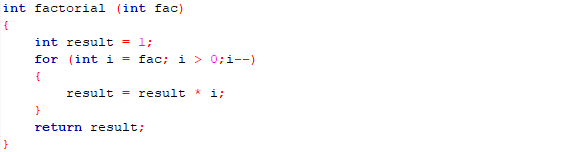 int factorial (int fac)
{
    int result = 1;
    for (int i = fac; i > 0;i--)
    {
        result = result * i;
    }
    return result;
}